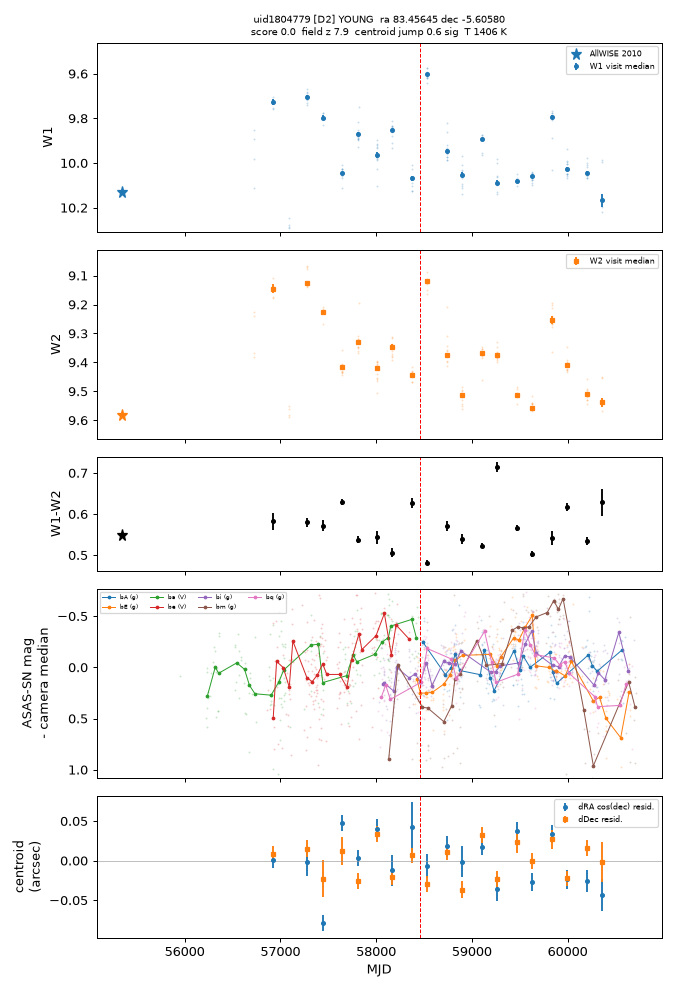 uid1804779 [D2] YOUNG  ra 83.45645 dec -5.60580
score 0.0  field z 7.9  centroid jump 0.6 sig  T 1406 K
AllWISE 2010
W1 visit median
W1
9.6
9.8
10.0
10.2
W2 visit median
W2
9.1
9.2
9.3
9.4
9.5
9.6
W1-W2
0.7
0.6
0.5
bA (g)
bE (g)
ba (V)
be (V)
bi (g)
bm (g)
bq (g)
ASAS-SN mag
- camera median
−0.5
0.0
0.5
1.0
dRA cos(dec) resid.
dDec resid.
centroid
(arcsec)
0.05
0.00
−0.05
56000
57000
58000
59000
60000
MJD